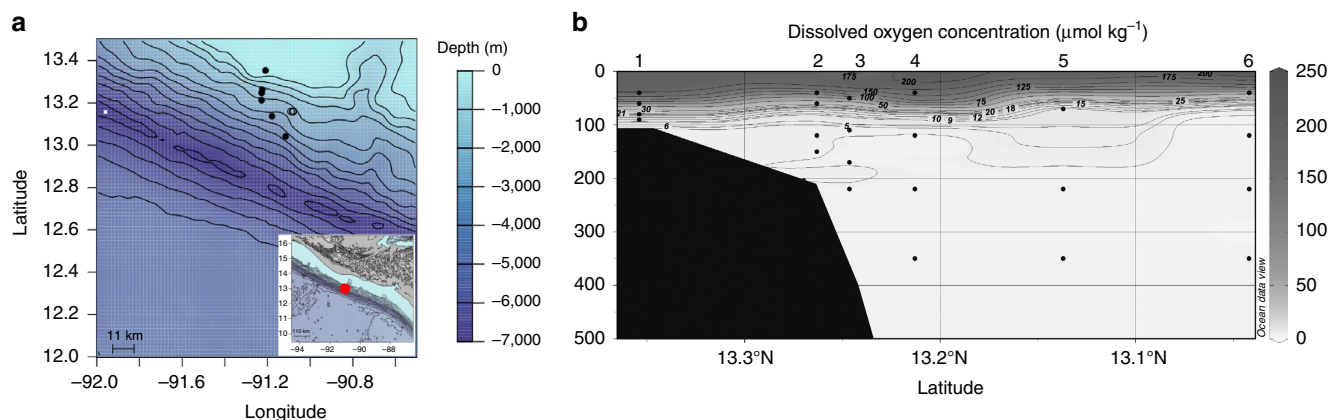 a
Depth (m)
13.4
13.2
13.0
12.8
12.6
12.4
12.2
12.0
Latitude
–92.0 –91.6 –91.2 –90.8
Longitude
11 km
0
–1,000
–2,000
–3,000
–4,000
–5,000
–6,000
–7,000
16
15
14
13
12
11
10
110 km
–94 –92 –90 –88
b
Dissolved oxygen concentration (μmol kg–1)
1 2 3 4 5 6
0
100
200
300
400
500
175 200 175 200
150 125
100
50 75 75
21 30 20 18 15 25
10 9 12
6 5
13.3°N 13.2°N 13.1°N
Latitude
Ocean data view
250
200
150
100
50
0